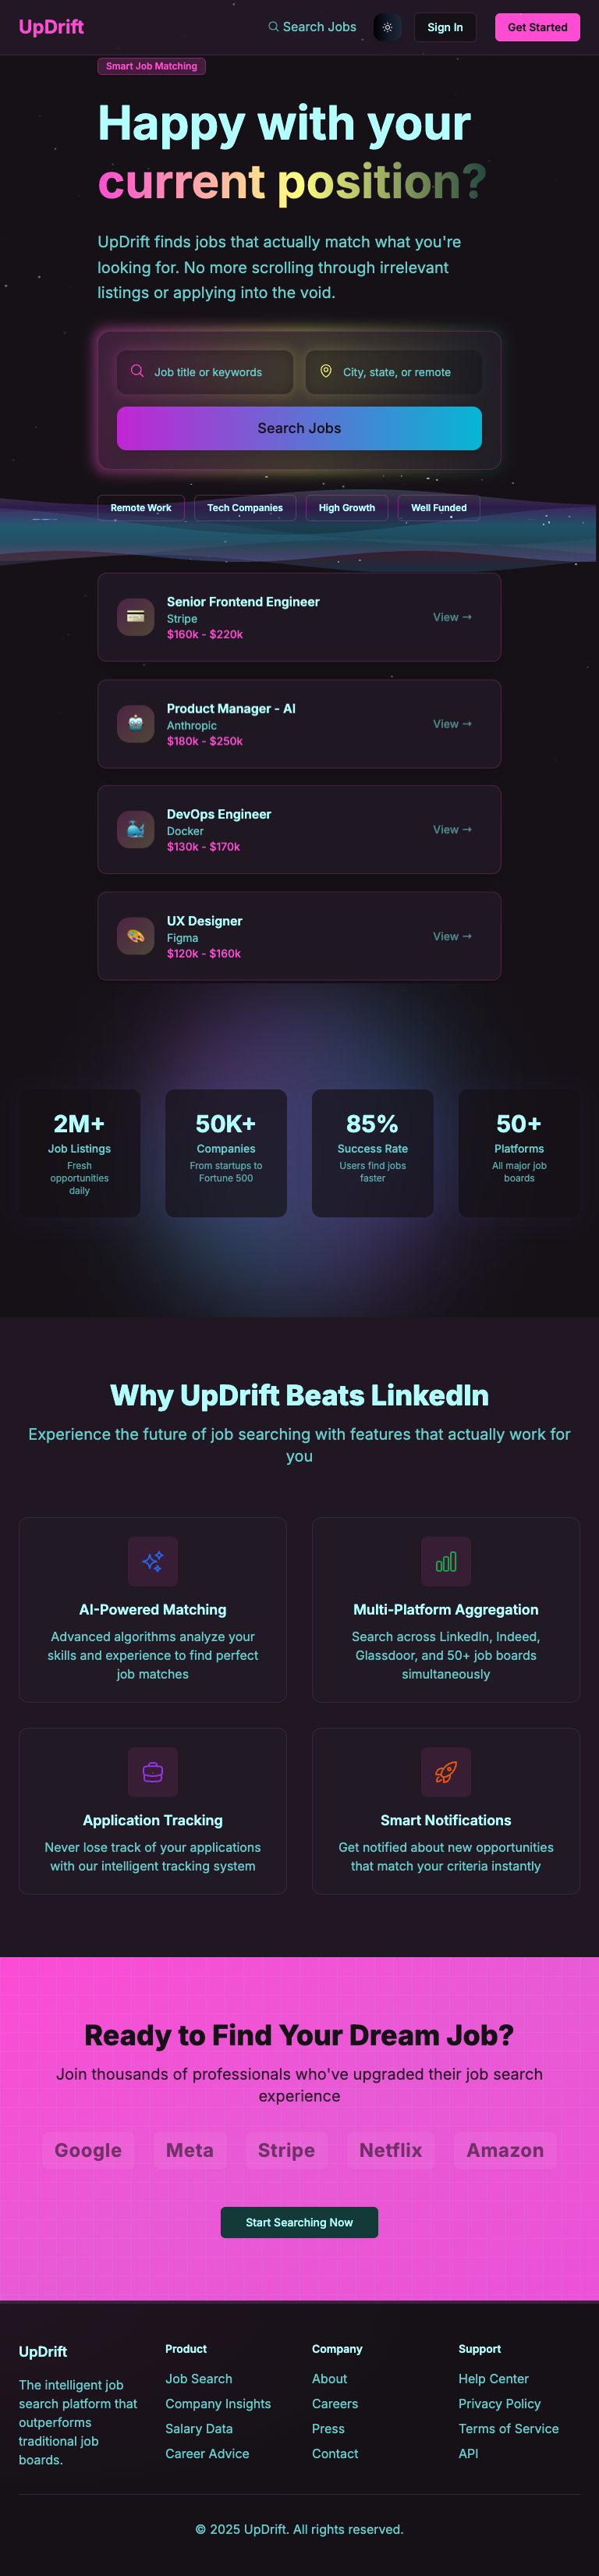 UpDrift
Search Jobs
Sign In
Get Started
Smart Job Matching
Happy with your
current position?
UpDrift finds jobs that actually match what you're
looking for. No more scrolling through irrelevant
listings or applying into the void.
Job title or keywords
City, state, or remote
Search Jobs
Remote Work
Tech Companies
High Growth
Well Funded
Senior Frontend Engineer
Stripe
$160k - $220k
View →
Product Manager - AI
Anthropic
$180k - $250k
View →
DevOps Engineer
Docker
$130k - $170k
View →
UX Designer
Figma
$120k - $160k
View →
2M+
Job Listings
Fresh
opportunities
daily
50K+
Companies
From startups to
Fortune 500
85%
Success Rate
Users find jobs
faster
50+
Platforms
All major job
boards
Why UpDrift Beats LinkedIn
Experience the future of job searching with features that actually work for
you
AI-Powered Matching
Advanced algorithms analyze your
skills and experience to find perfect
job matches
Multi-Platform Aggregation
Search across LinkedIn, Indeed,
Glassdoor, and 50+ job boards
simultaneously
Application Tracking
Never lose track of your applications
with our intelligent tracking system
Smart Notifications
Get notified about new opportunities
that match your criteria instantly
Ready to Find Your Dream Job?
Join thousands of professionals who've upgraded their job search
experience
Google
Meta
Stripe
Netflix
Amazon
Start Searching Now
UpDrift
The intelligent job
search platform that
outperforms
traditional job
boards.
Product
Job Search
Company Insights
Salary Data
Career Advice
Company
About
Careers
Press
Contact
Support
Help Center
Privacy Policy
Terms of Service
API
© 2025 UpDrift. All rights reserved.